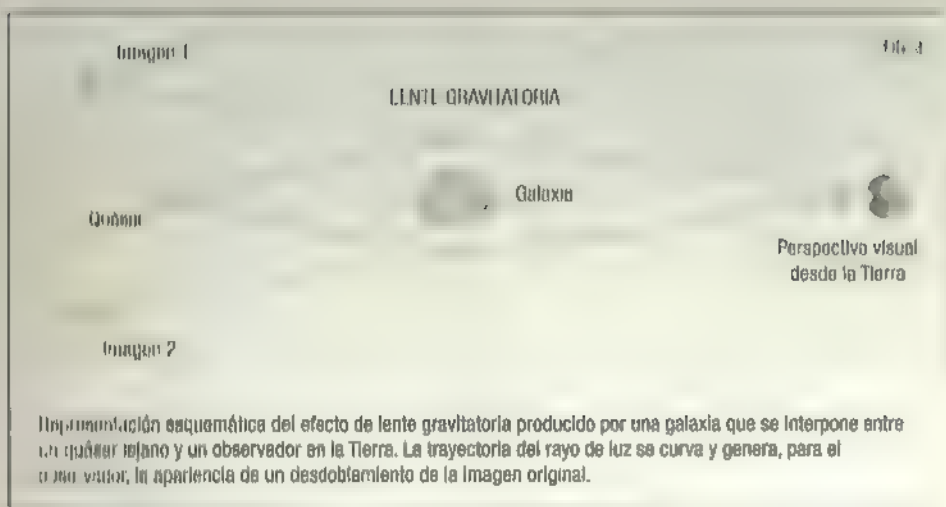 Imagen 1
LENTE GRAVITATORIA
Galaxia
Quásar
Perspectiva visual
desde la Tierra
Imagen 2
Representación esquemática del efecto de lente gravitatoria producido por una galaxia que se interpone entre
un quásar lejano y un observador en la Tierra. La trayectoria del rayo de luz se curva y genera, para el
observador, la apariencia de un desdoblamiento de la imagen original.